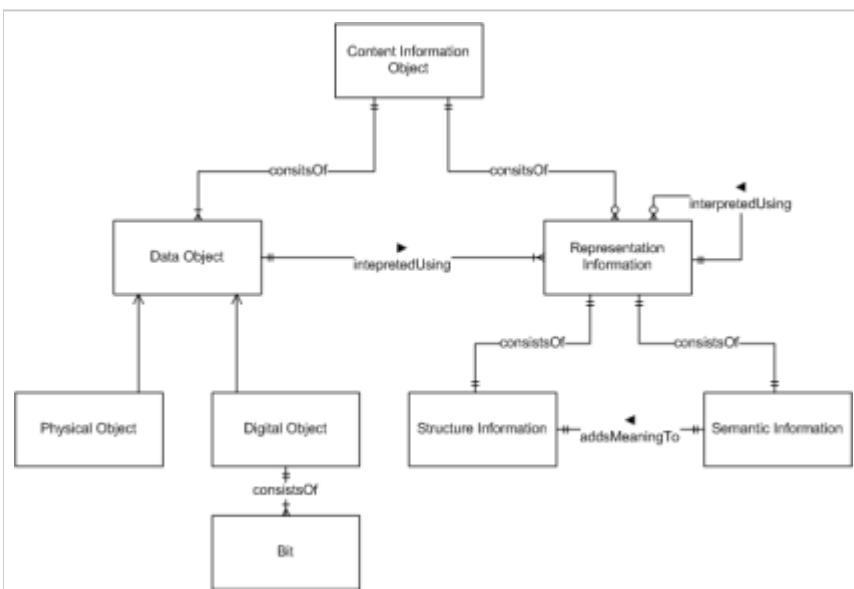 Content Information
Object
consitsOf
consitsOf
interpretedUsing
Data Object
intepretedUsing
Representation
Information
consistsOf
consistsOf
Physical Object
Digital Object
Structure Information
addsMeaningTo
Semantic Information
consistsOf
Bit